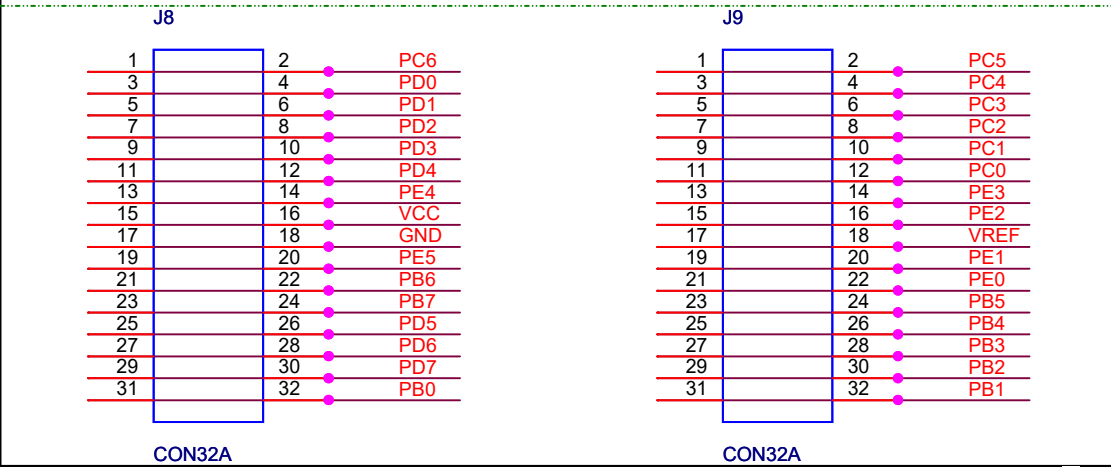 J8 J9
1 2 PC6 1 2 PC5
3 4 PD0 3 4 PC4
5 6 PD1 5 6 PC3
7 8 PD2 7 8 PC2
9 10 PD3 9 10 PC1
11 12 PD4 11 12 PC0
13 14 PE4 13 14 PE3
15 16 VCC 15 16 PE2
17 18 GND 17 18 VREF
19 20 PE5 19 20 PE1
21 22 PB6 21 22 PE0
23 24 PB7 23 24 PB5
25 26 PD5 25 26 PB4
27 28 PD6 27 28 PB3
29 30 PD7 29 30 PB2
31 32 PB0 31 32 PB1
CON32A CON32A